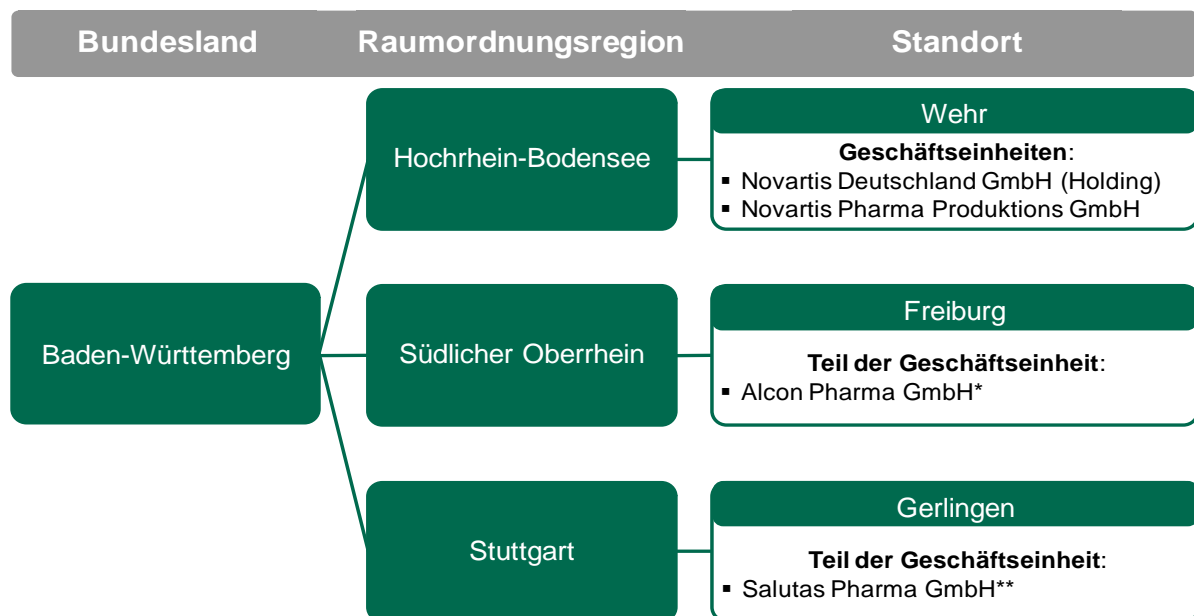 Bundesland Raumordnungsregion Standort
Wehr
Hochrhein-Bodensee
Geschäftseinheiten:
▪ Novartis Deutschland GmbH (Holding)
▪ Novartis Pharma Produktions GmbH
Baden-Württemberg
Südlicher Oberrhein
Freiburg
Teil der Geschäftseinheit:
▪ Alcon Pharma GmbH*
Stuttgart
Gerlingen
Teil der Geschäftseinheit:
▪ Salutas Pharma GmbH**